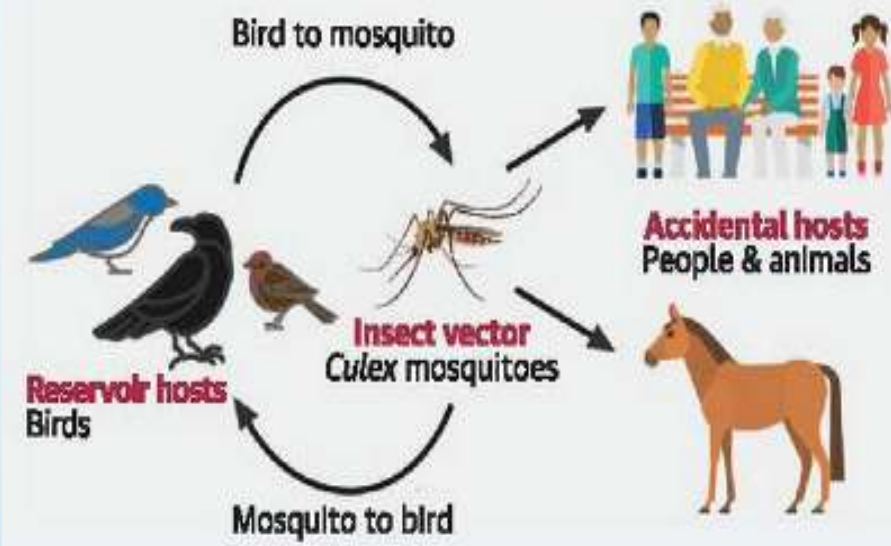 Bird to mosquito
Accidental hosts
People & animals
Insect vector
Culex mosquitoes
Reservoir hosts
Birds
Mosquito to bird